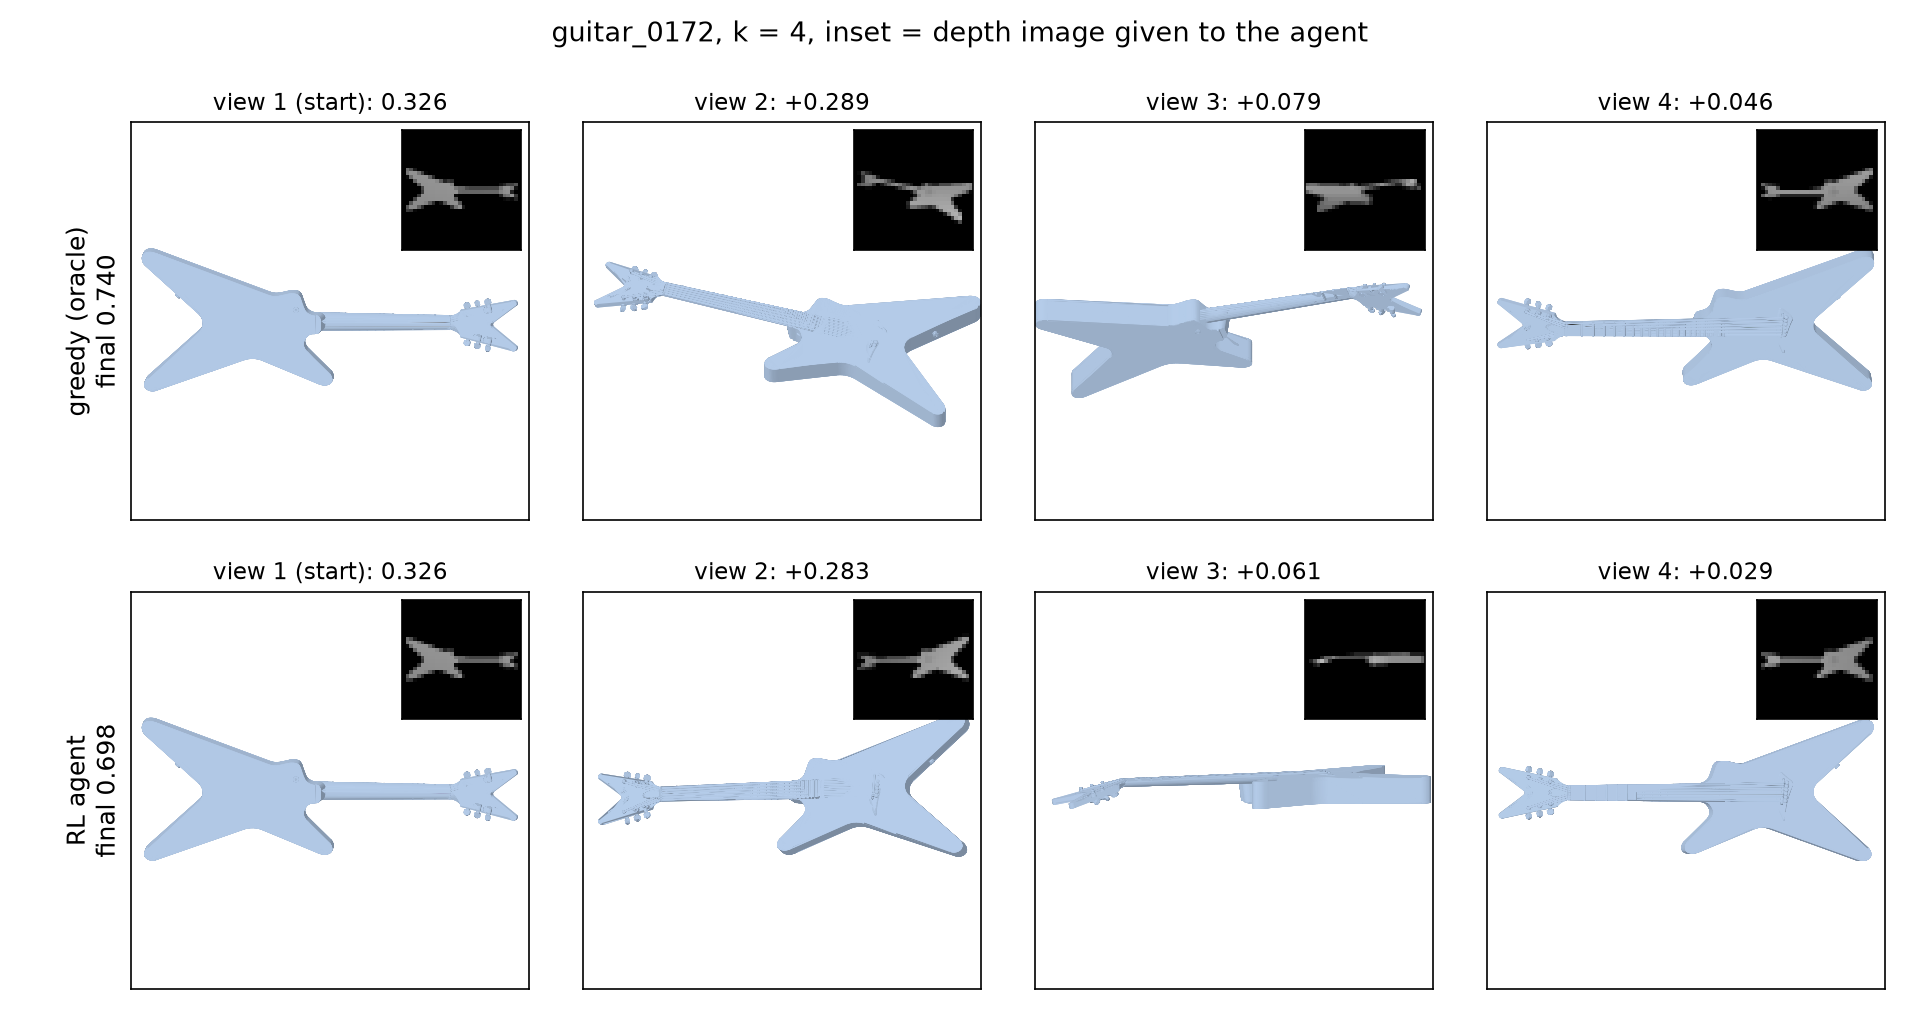 guitar_0172, k = 4, inset = depth image given to the agent
greedy (oracle)
final 0.740
view 1 (start): 0.326
view 2: +0.289
view 3: +0.079
view 4: +0.046
RL agent
final 0.698
view 1 (start): 0.326
view 2: +0.283
view 3: +0.061
view 4: +0.029